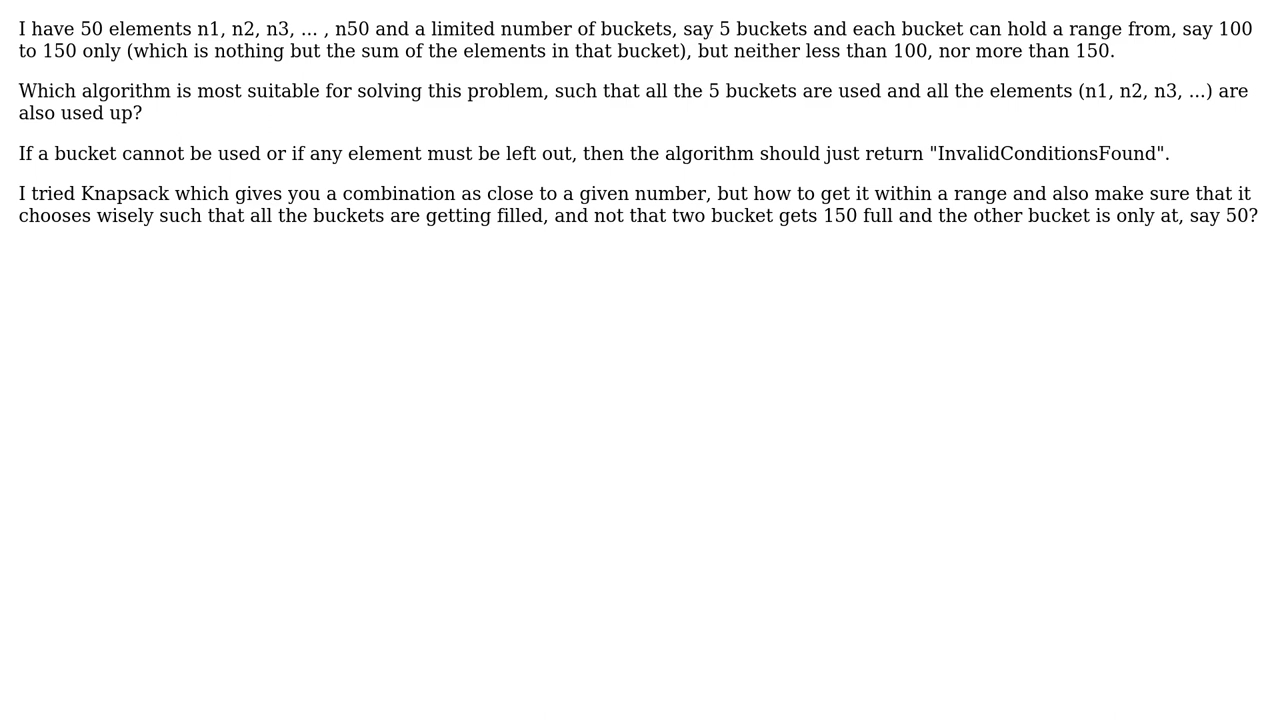 I have 50 elements n1, n2, n3, ... , n50 and a limited number of buckets, say 5 buckets and each bucket can hold a range from, say 100
to 150 only (which is nothing but the sum of the elements in that bucket), but neither less than 100, nor more than 150.
Which algorithm is most suitable for solving this problem, such that all the 5 buckets are used and all the elements (n1, n2, n3, ...) are
also used up?
If a bucket cannot be used or if any element must be left out, then the algorithm should just return "InvalidConditionsFound".
I tried Knapsack which gives you a combination as close to a given number, but how to get it within a range and also make sure that it
chooses wisely such that all the buckets are getting filled, and not that two bucket gets 150 full and the other bucket is only at, say 50?